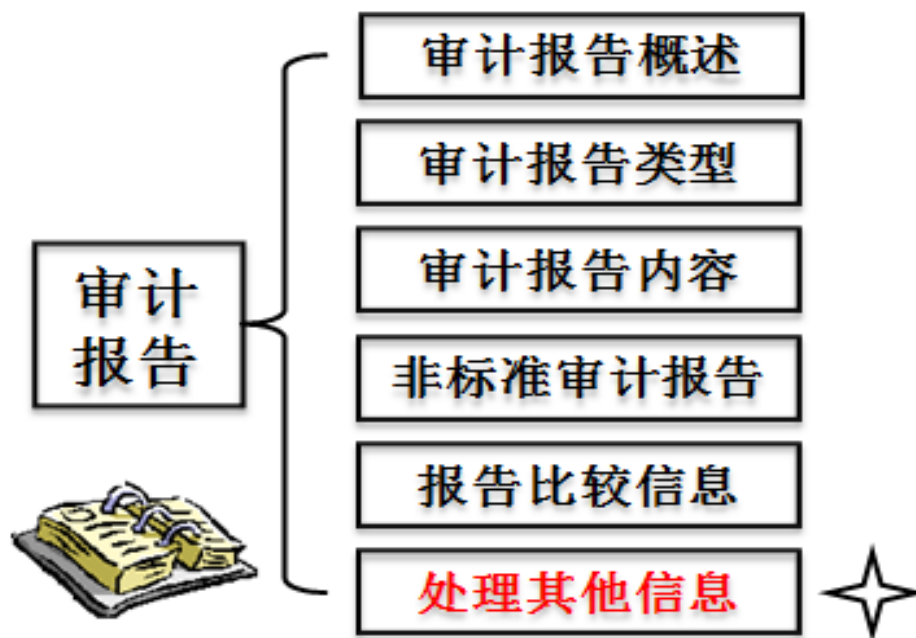 审计报告概述
审计报告类型
审计报告内容
审计
报告
非标准审计报告
报告比较信息
处理其他信息